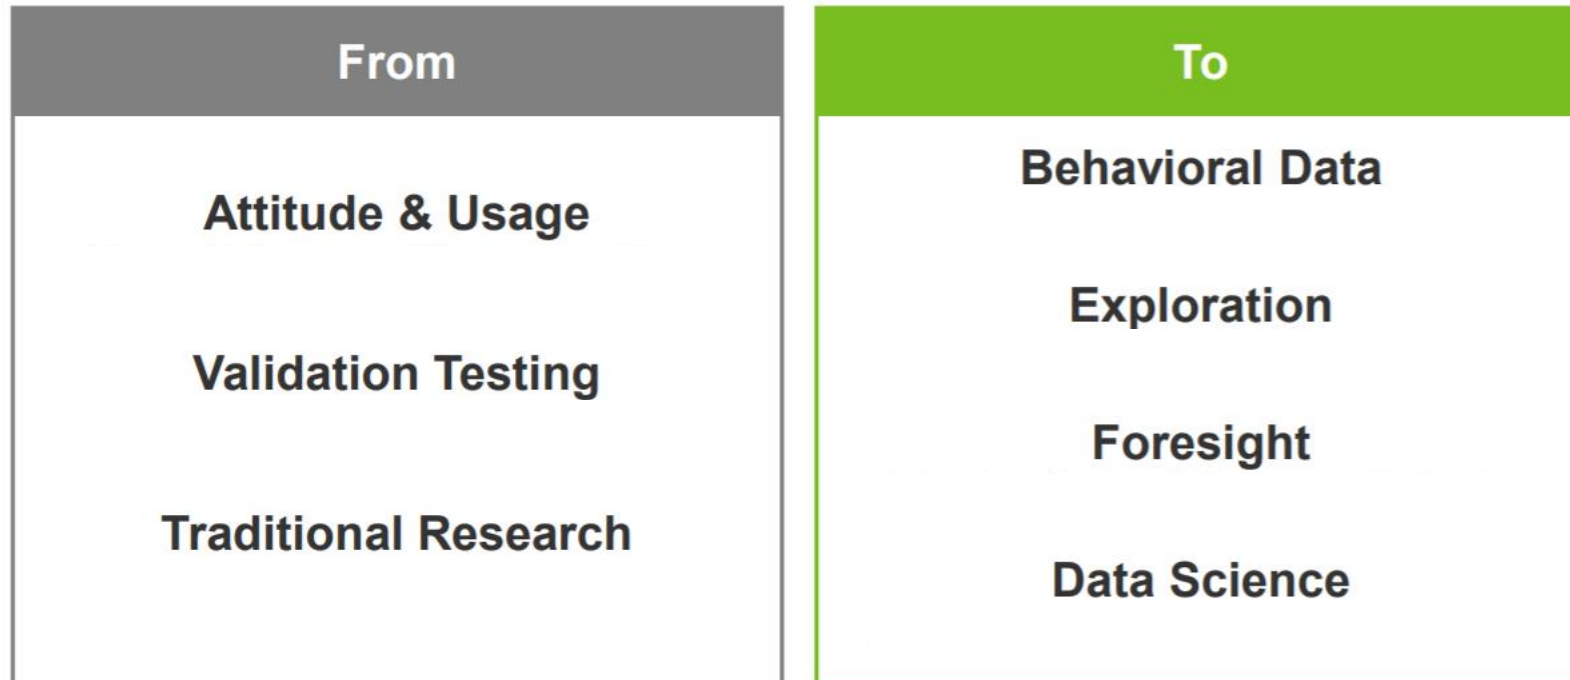 From
Attitude & Usage
Validation Testing
Traditional Research
To
Behavioral Data
Exploration
Foresight
Data Science